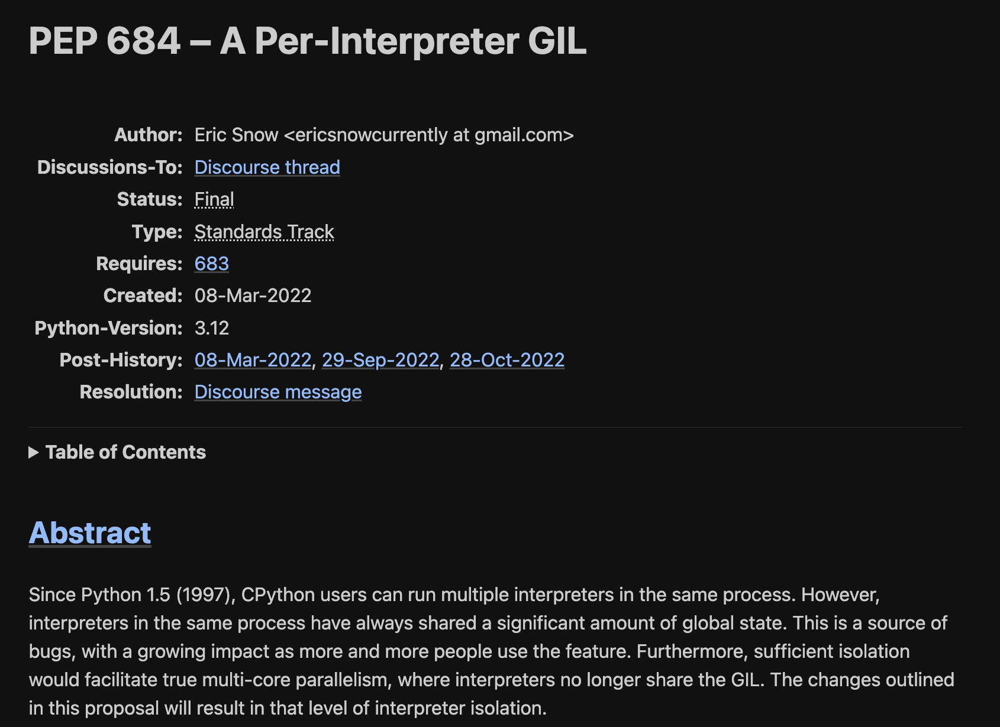 PEP 684 – A Per-Interpreter GIL
Author: Eric Snow <ericsnowcurrently at gmail.com>
Discussions-To: Discourse thread
Status: Final
Type: Standards Track
Requires: 683
Created: 08-Mar-2022
Python-Version: 3.12
Post-History: 08-Mar-2022, 29-Sep-2022, 28-Oct-2022
Resolution: Discourse message
Table of Contents
Abstract
Since Python 1.5 (1997), CPython users can run multiple interpreters in the same process. However,
interpreters in the same process have always shared a significant amount of global state. This is a source of
bugs, with a growing impact as more and more people use the feature. Furthermore, sufficient isolation
would facilitate true multi-core parallelism, where interpreters no longer share the GIL. The changes outlined
in this proposal will result in that level of interpreter isolation.